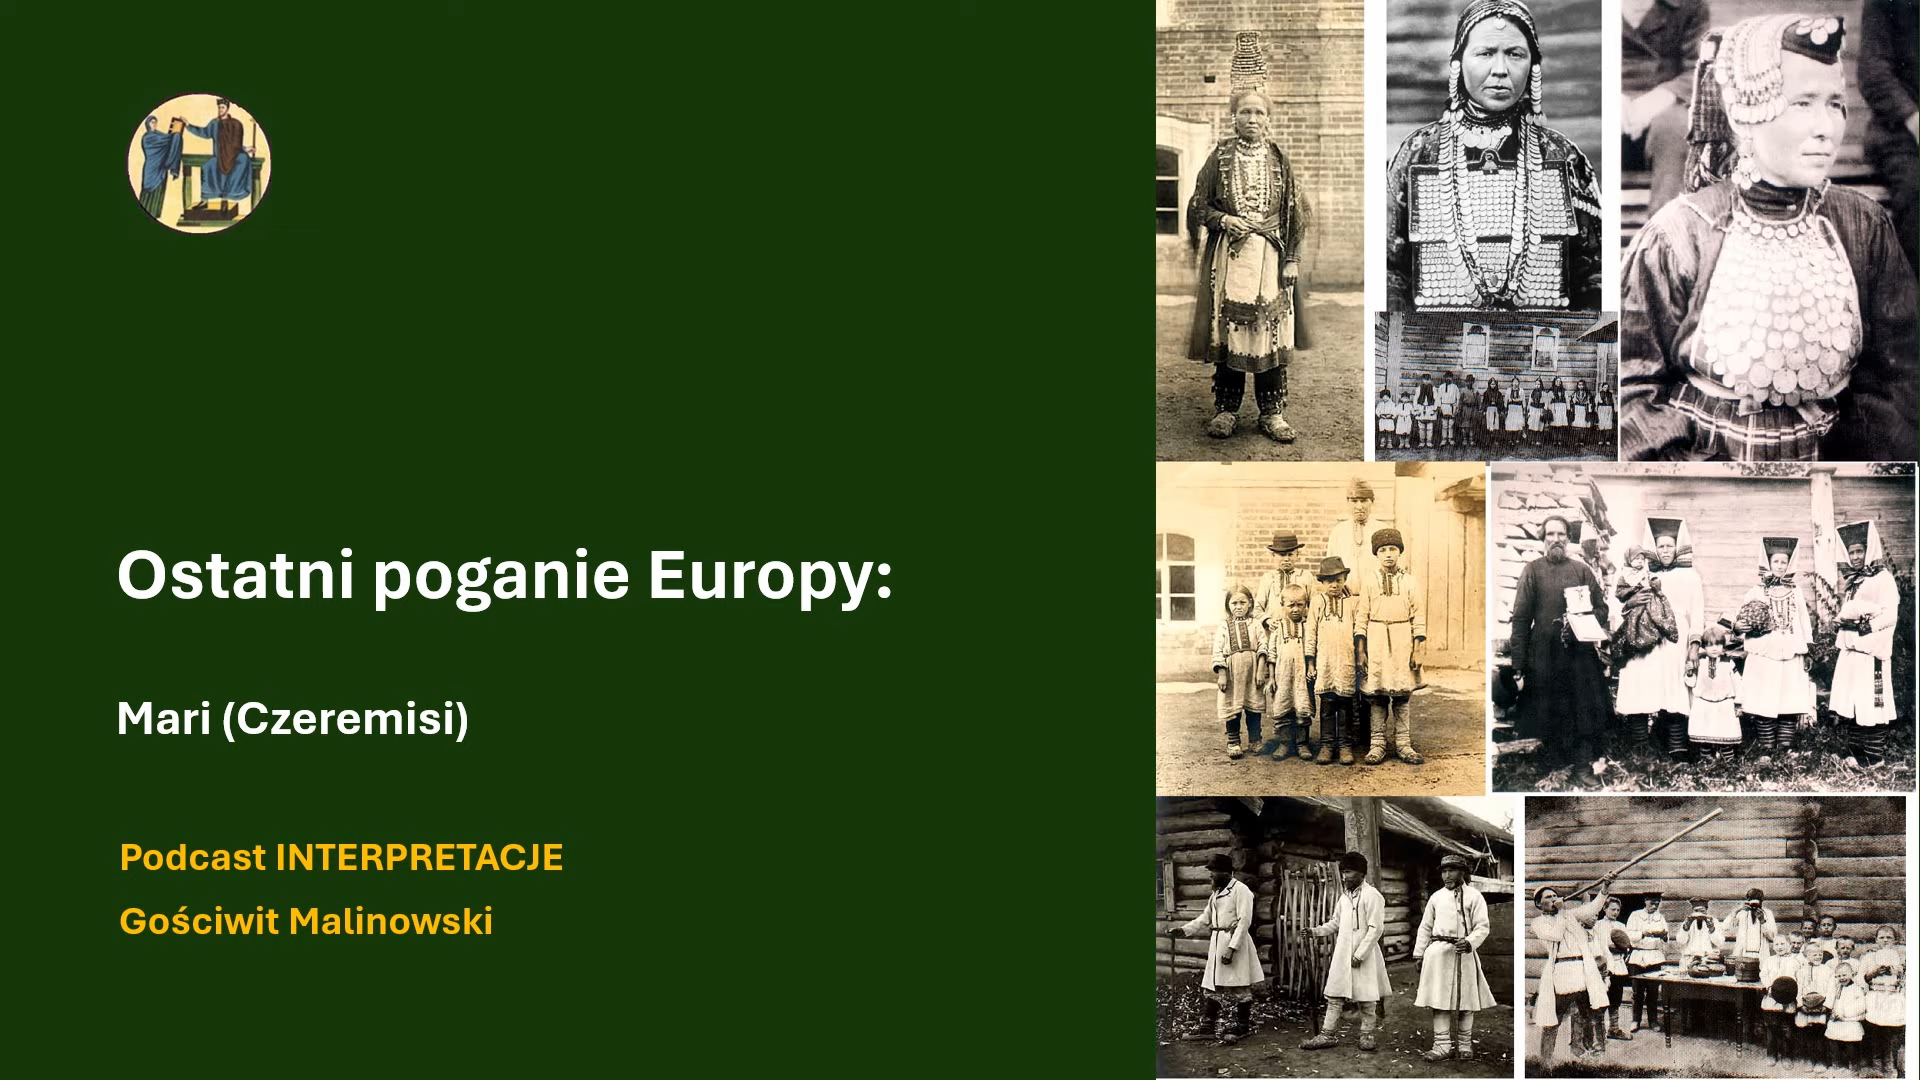 Ostatni poganie Europy:
Mari (Czeremisi)
Podcast INTERPRETACJE
Gościwit Malinowski